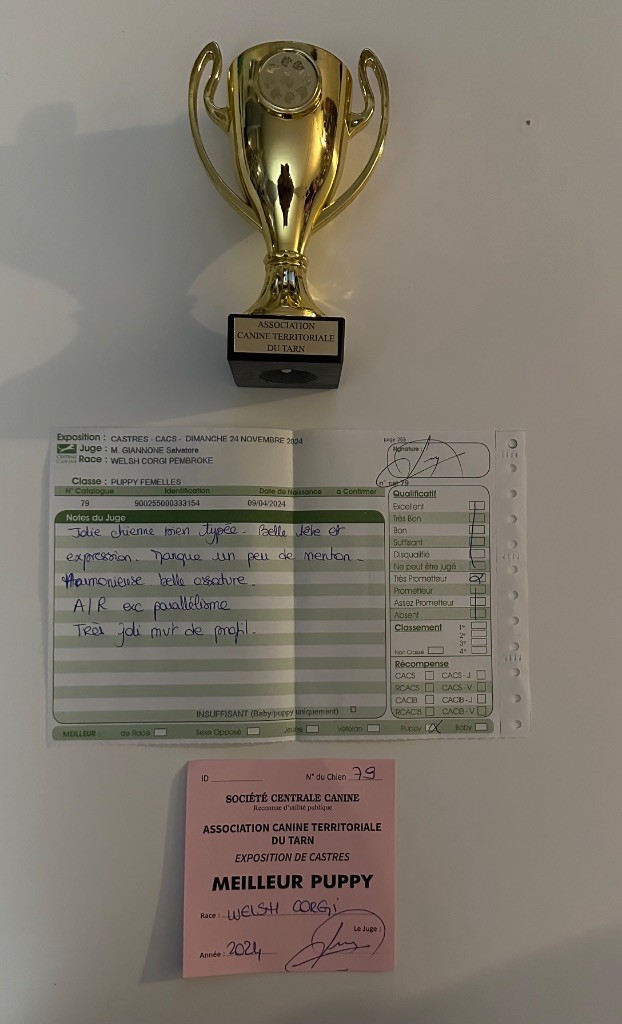 ASSOCIATION
CANINE TERRITORIALE
DU TARN
Exposition : CASTRES - CACS - DIMANCHE 24 NOVEMBRE 2024
Juge : M. GIANNONE Salvatore
Race : WELSH CORGI PEMBROKE
Classe : PUPPY FEMELLES
N° Catalogue Identification Date de Naissance a Confirmer
79 900255000333154 09/04/2024
Notes du Juge
Jolie chienne bien typée. Belle tête et
expression. Manque un peu de menton.
Harmonieuse belle ossature.
A/R exc parallélisme
Très joli mvt de profil.
INSUFFISANT (Baby/puppy uniquement)
Signature :
n° cat 79
Qualificatif
Excellent
Très Bon
Bon
Suffisant
Disqualifié
Ne peut être jugé
Très Prometteur
Prometteur
Assez Prometteur
Absent
Classement 1°
2°
3°
Non Classé 4°
Récompense
CACS CACS - J
RCACS CACS - V
CACIB CACIB - J
RCACIB CACIB - V
MEILLEUR : de Race Sexe Opposé Jeune Vétéran Puppy Baby
ID N° du Chien 79
SOCIÉTÉ CENTRALE CANINE
Reconnue d'utilité publique
ASSOCIATION CANINE TERRITORIALE
DU TARN
EXPOSITION DE CASTRES
MEILLEUR PUPPY
Race : WELSH CORGI
Le Juge :
Année : 2024